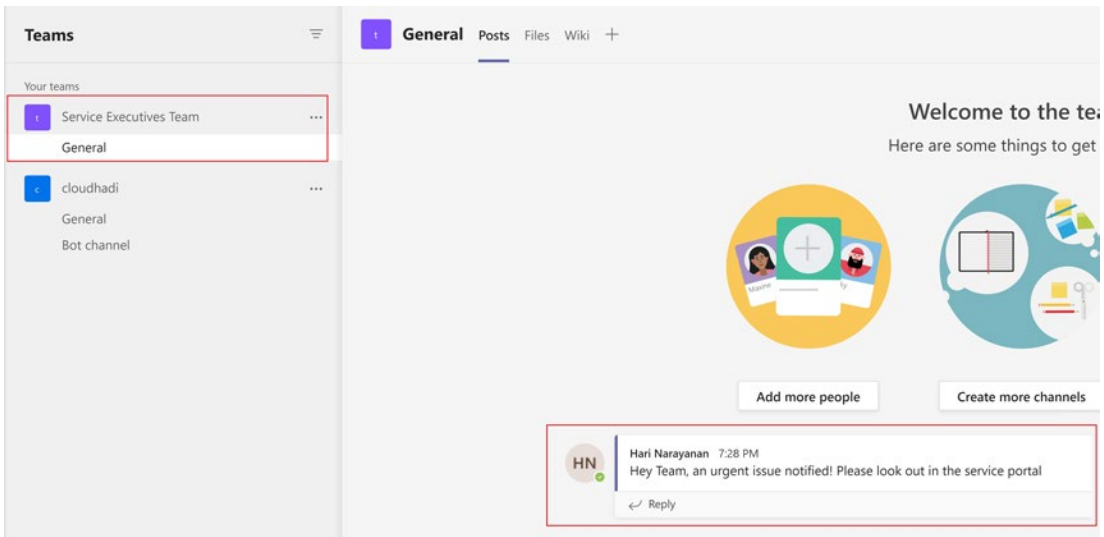 Teams
Your teams
t Service Executives Team ...
General
c cloudhadi ...
General
Bot channel
t General Posts Files Wiki +
Welcome to the tea
Here are some things to get
Maxine
Add more people
Create more channels
HN
Hari Narayanan 7:28 PM
Hey Team, an urgent issue notified! Please look out in the service portal
Reply